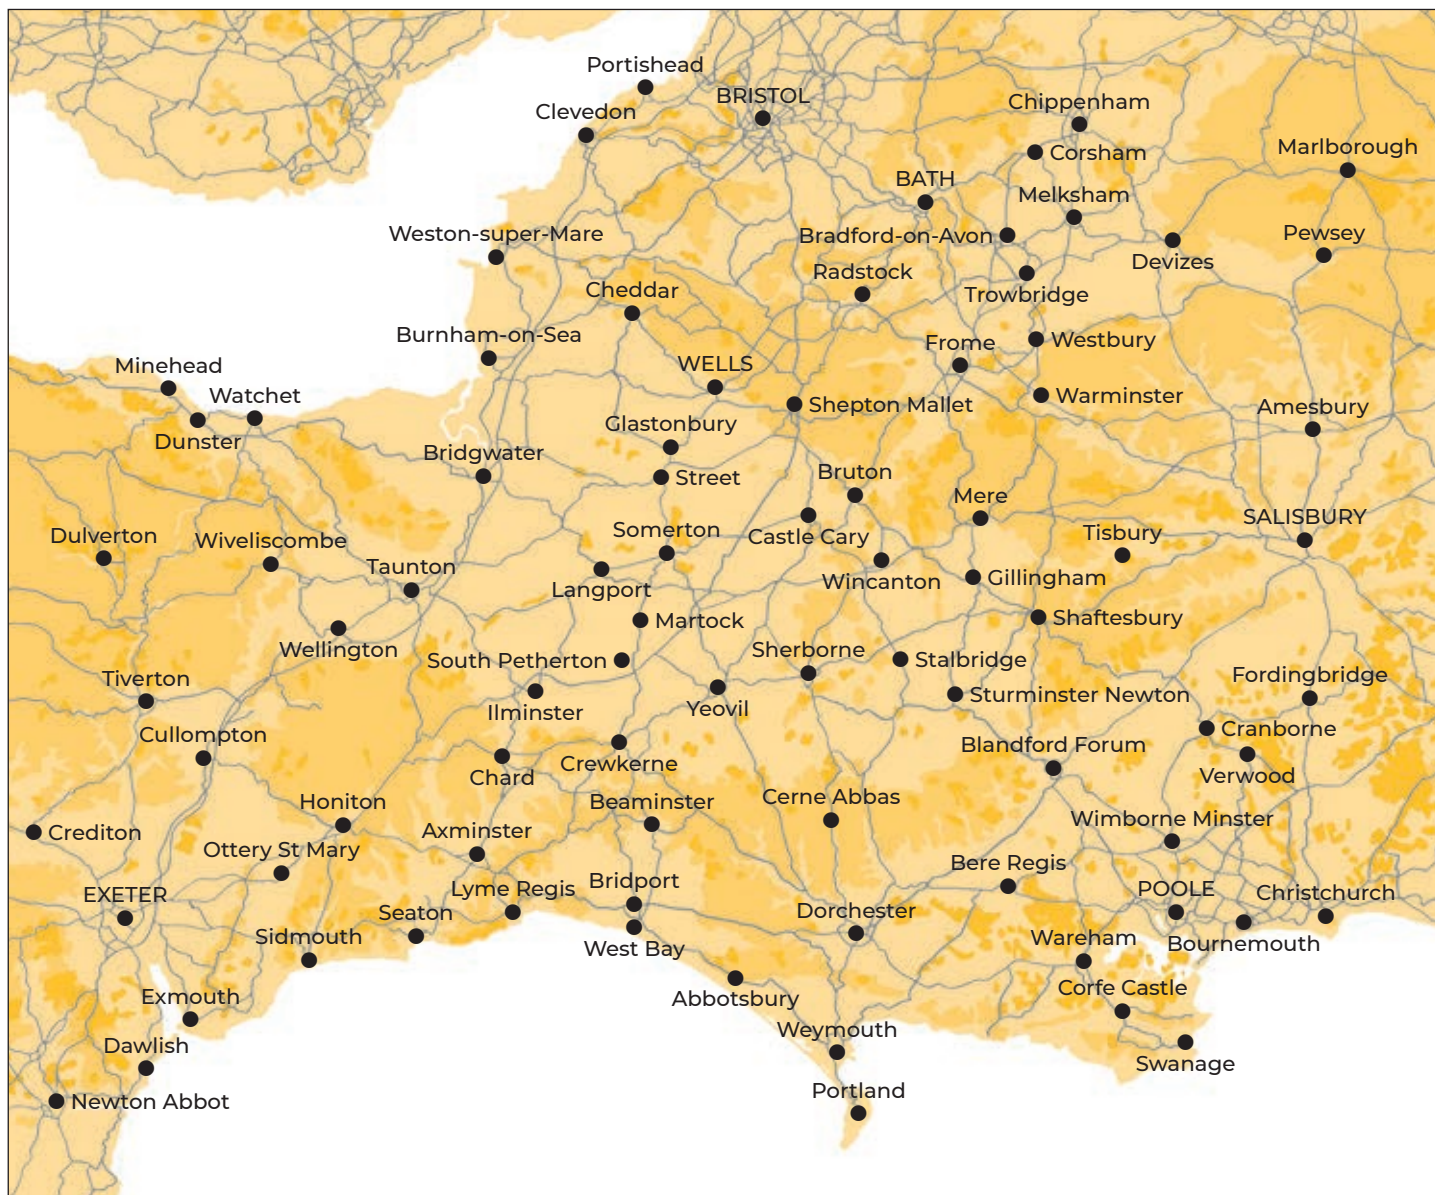 Portishead
BRISTOL
Clevedon
Chippenham
Corsham
Marlborough
BATH
Melksham
Weston-super-Mare
Bradford-on-Avon
Pewsey
Devizes
Radstock
Trowbridge
Cheddar
Burnham-on-Sea
Frome
Westbury
Minehead
WELLS
Watchet
Warminster
Shepton Mallet
Amesbury
Glastonbury
Dunster
Bridgwater
Street
Bruton
Mere
SALISBURY
Dulverton
Wiveliscombe
Somerton
Castle Cary
Tisbury
Taunton
Langport
Wincanton
Gillingham
Martock
Shaftesbury
Wellington
South Petherton
Sherborne
Stalbridge
Tiverton
Fordingbridge
Sturminster Newton
Ilminster
Yeovil
Cullompton
Cranborne
Blandford Forum
Crewkerne
Chard
Verwood
Honiton
Beaminster
Cerne Abbas
Wimborne Minster
Crediton
Axminster
Ottery St Mary
Bere Regis
EXETER
Lyme Regis
Bridport
POOLE
Christchurch
Seaton
Dorchester
Sidmouth
West Bay
Wareham
Bournemouth
Corfe Castle
Exmouth
Abbotsbury
Weymouth
Dawlish
Swanage
Portland
Newton Abbot